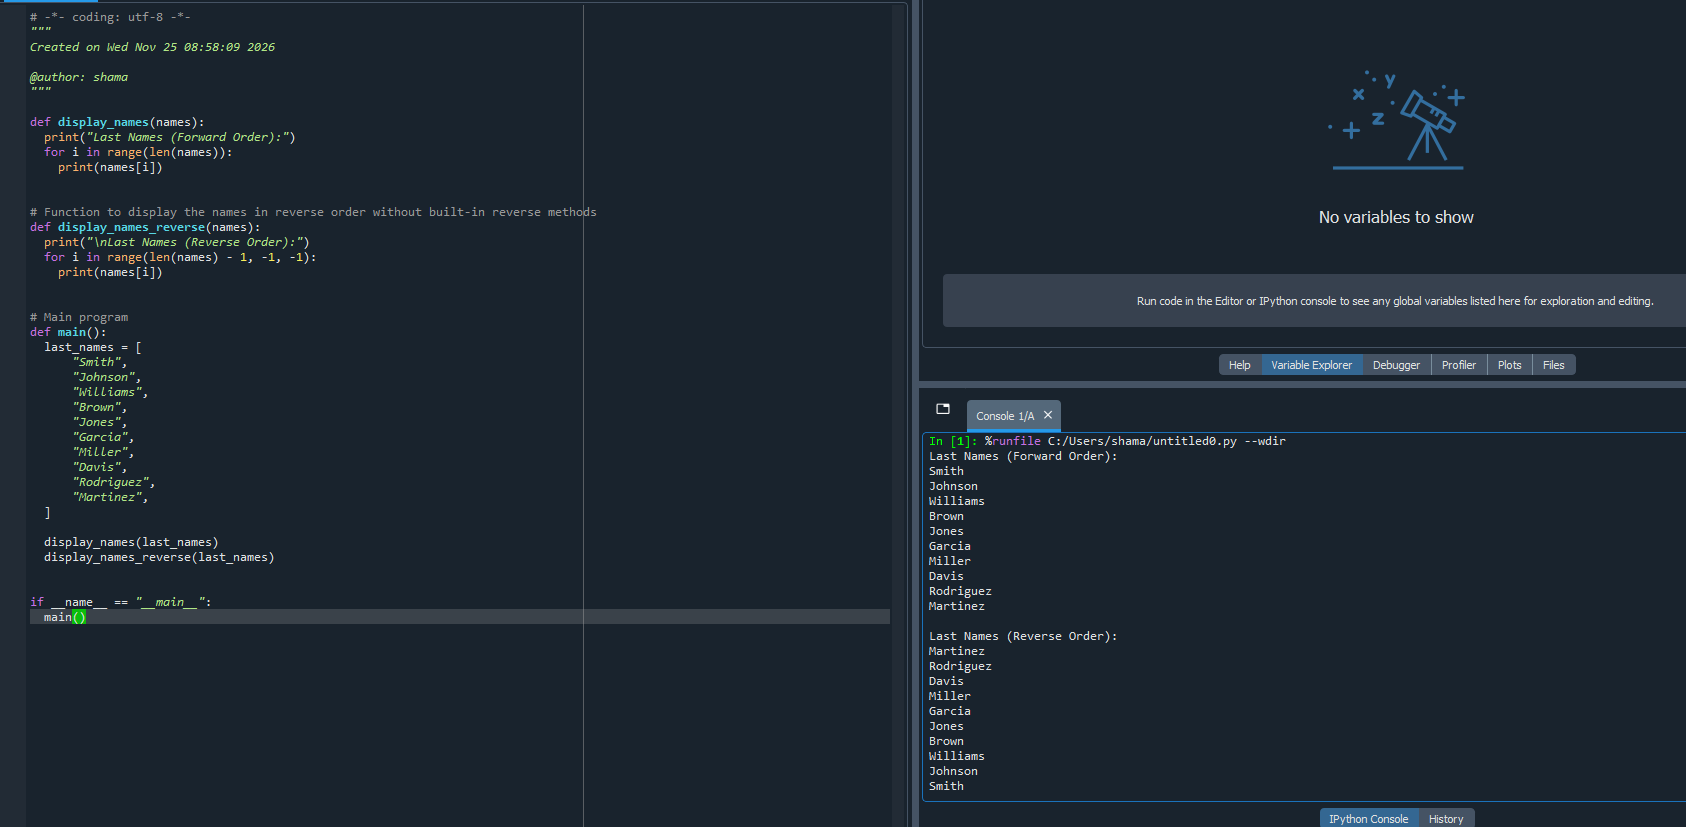 # -*- coding: utf-8 -*-
"""
Created on Wed Nov 25 08:58:09 2026
@author: shama
"""
def display_names(names):
print("Last Names (Forward Order):")
for i in range(len(names)):
print(names[i])
# Function to display the names in reverse order without built-in reverse methods
def display_names_reverse(names):
print("\nLast Names (Reverse Order):")
for i in range(len(names) - 1, -1, -1):
print(names[i])
# Main program
def main():
last_names = [
"Smith",
"Johnson",
"Williams",
"Brown",
"Jones",
"Garcia",
"Miller",
"Davis",
"Rodriguez",
"Martinez",
]
display_names(last_names)
display_names_reverse(last_names)
if __name__ == "__main__":
main()
x y z
No variables to show
Run code in the Editor or IPython console to see any global variables listed here for exploration and editing.
Help Variable Explorer Debugger Profiler Plots Files
Console 1/A
In [1]: %runfile C:/Users/shama/untitled0.py --wdir
Last Names (Forward Order):
Smith
Johnson
Williams
Brown
Jones
Garcia
Miller
Davis
Rodriguez
Martinez
Last Names (Reverse Order):
Martinez
Rodriguez
Davis
Miller
Garcia
Jones
Brown
Williams
Johnson
Smith
IPython Console History